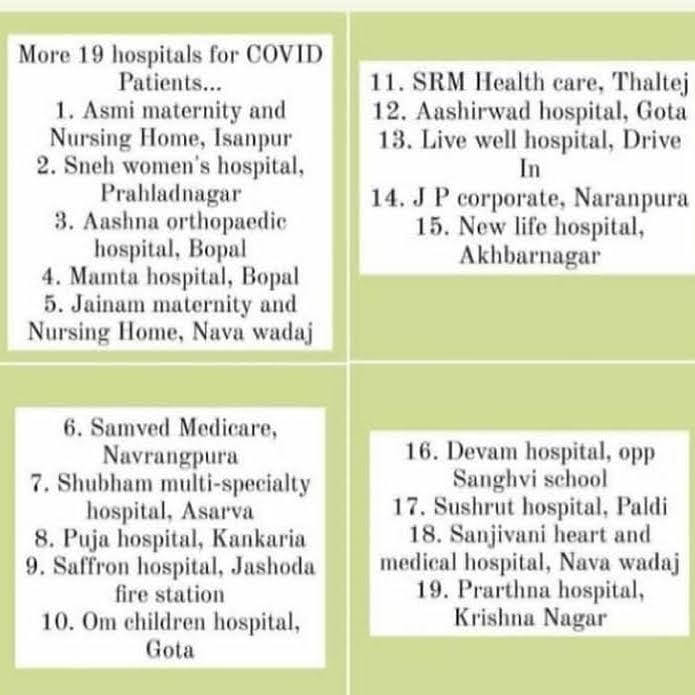 More 19 hospitals for COVID
Patients...
1. Asmi maternity and
Nursing Home, Isanpur
2. Sneh women's hospital,
Prahladnagar
3. Aashna orthopaedic
hospital, Bopal
4. Mamta hospital, Bopal
5. Jainam maternity and
Nursing Home, Nava wadaj
6. Samved Medicare,
Navrangpura
7. Shubham multi-specialty
hospital, Asarva
8. Puja hospital, Kankaria
9. Saffron hospital, Jashoda
fire station
10. Om children hospital,
Gota
11. SRM Health care, Thaltej
12. Aashirwad hospital, Gota
13. Live well hospital, Drive
In
14. J P corporate, Naranpura
15. New life hospital,
Akhbarnagar
16. Devam hospital, opp
Sanghvi school
17. Sushrut hospital, Paldi
18. Sanjivani heart and
medical hospital, Nava wadaj
19. Prarthna hospital,
Krishna Nagar